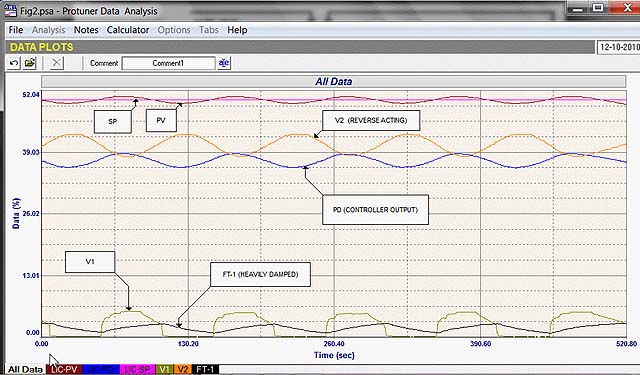 Fig2.psa - Protuner Data Analysis
File Analysis Notes Calculator Options Tabs Help
DATA PLOTS
12-10-2010
Comment Comment1
All Data
52.04
SP
PV
V2 (REVERSE ACTING)
39.03
Data (%)
PD (CONTROLLER OUTPUT)
26.02
V1
FT-1 (HEAVILY DAMPED)
13.01
0.00
0.00 130.20 260.40 390.60 520.80
Time (sec)
All Data LIC-PV LIC-PD LIC-SP V1 V2 FT-1